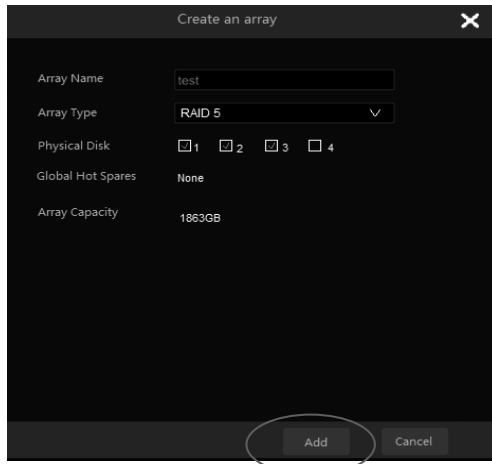 Create an array
Array Name test
Array Type RAID 5
Physical Disk 1 2 3 4
Global Hot Spares None
Array Capacity 1863GB
Add Cancel